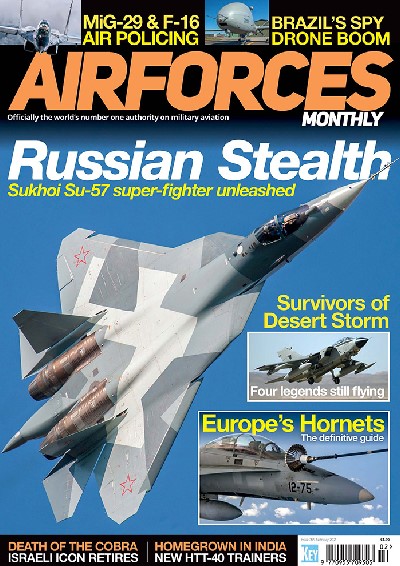 MiG-29 & F-16
AIR POLICING
BRAZIL'S SPY
DRONE BOOM
AIRFORCES
MONTHLY
Officially the world's number one authority on military aviation
Russian Stealth
Sukhoi Su-57 super-fighter unleashed
Survivors of
Desert Storm
Four legends still flying
Europe's Hornets
The definitive guide
12-75
DEATH OF THE COBRA
ISRAELI ICON RETIRES
HOMEGROWN IN INDIA
NEW HTT-40 TRAINERS
KEY
02